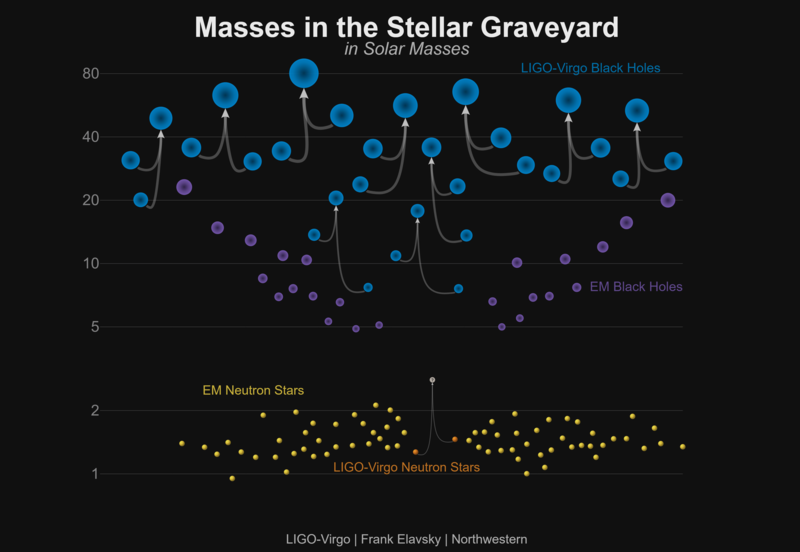 Masses in the Stellar Graveyard
in Solar Masses
LIGO-Virgo Black Holes
80
40
20
10
EM Black Holes
5
EM Neutron Stars
2
LIGO-Virgo Neutron Stars
1
LIGO-Virgo | Frank Elavsky | Northwestern